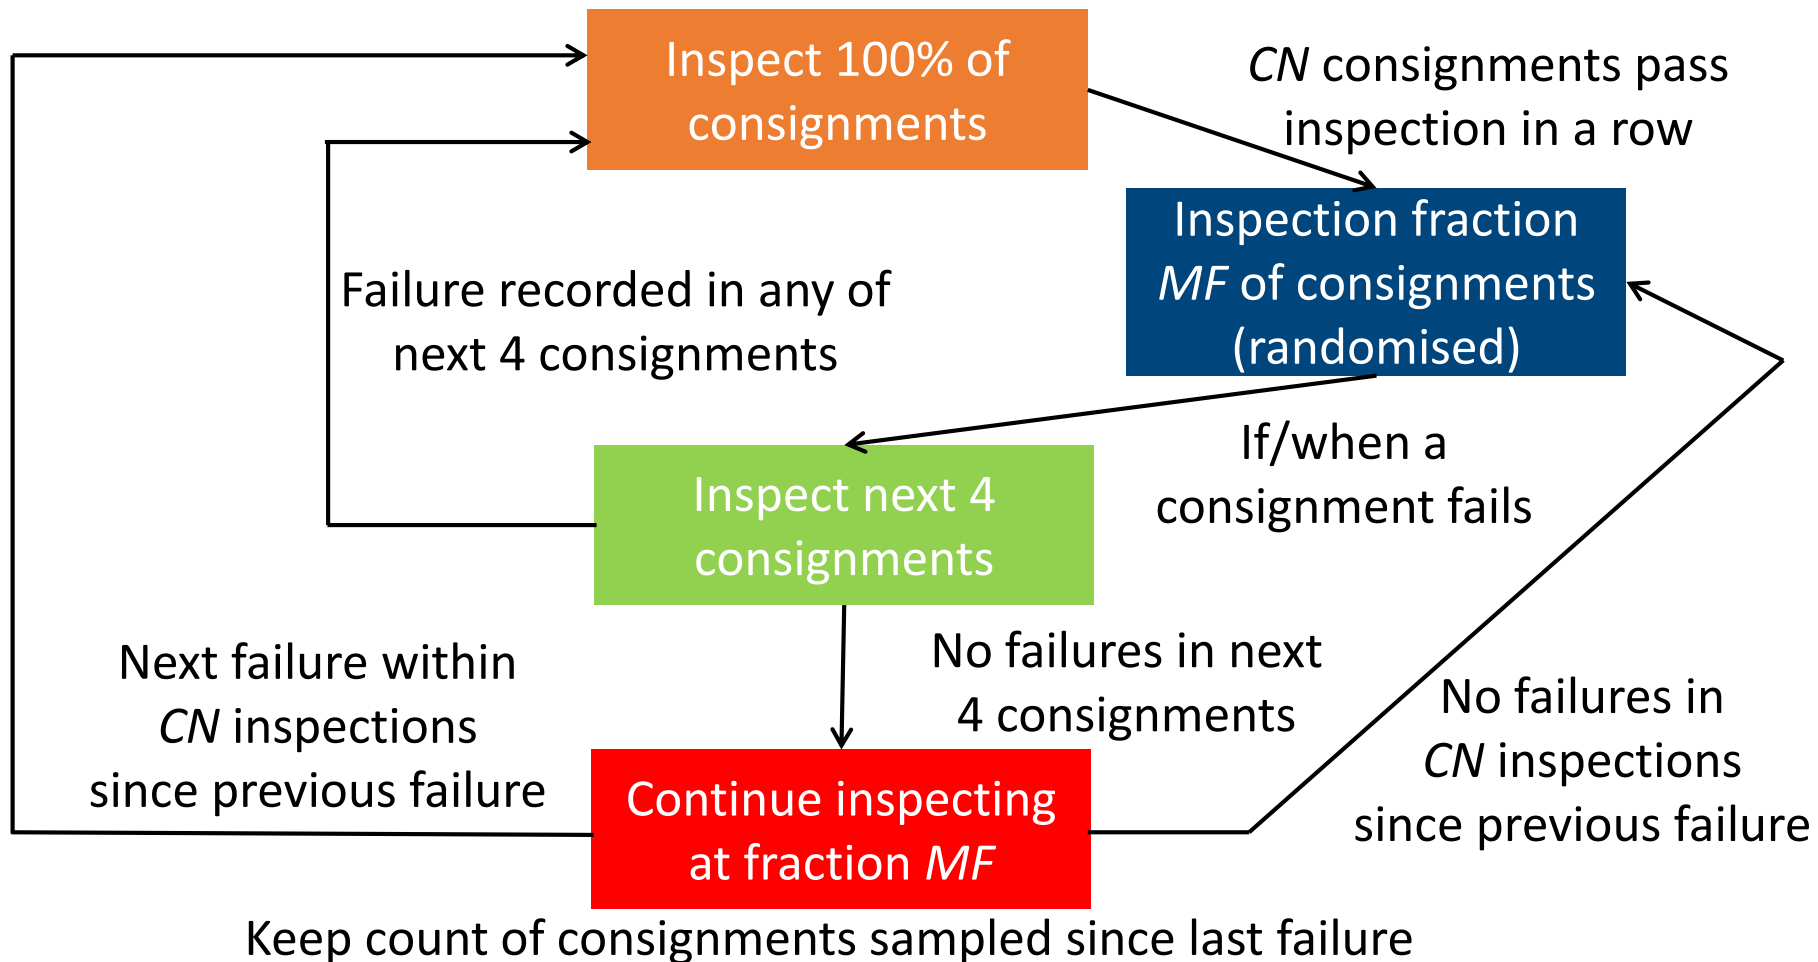 Inspect 100% of
consignments
CN consignments pass
inspection in a row
Inspection fraction
MF of consignments
(randomised)
Failure recorded in any of
next 4 consignments
If/when a
consignment fails
Inspect next 4
consignments
No failures in next
4 consignments
Next failure within
CN inspections
since previous failure
No failures in
CN inspections
since previous failure
Continue inspecting
at fraction MF
Keep count of consignments sampled since last failure